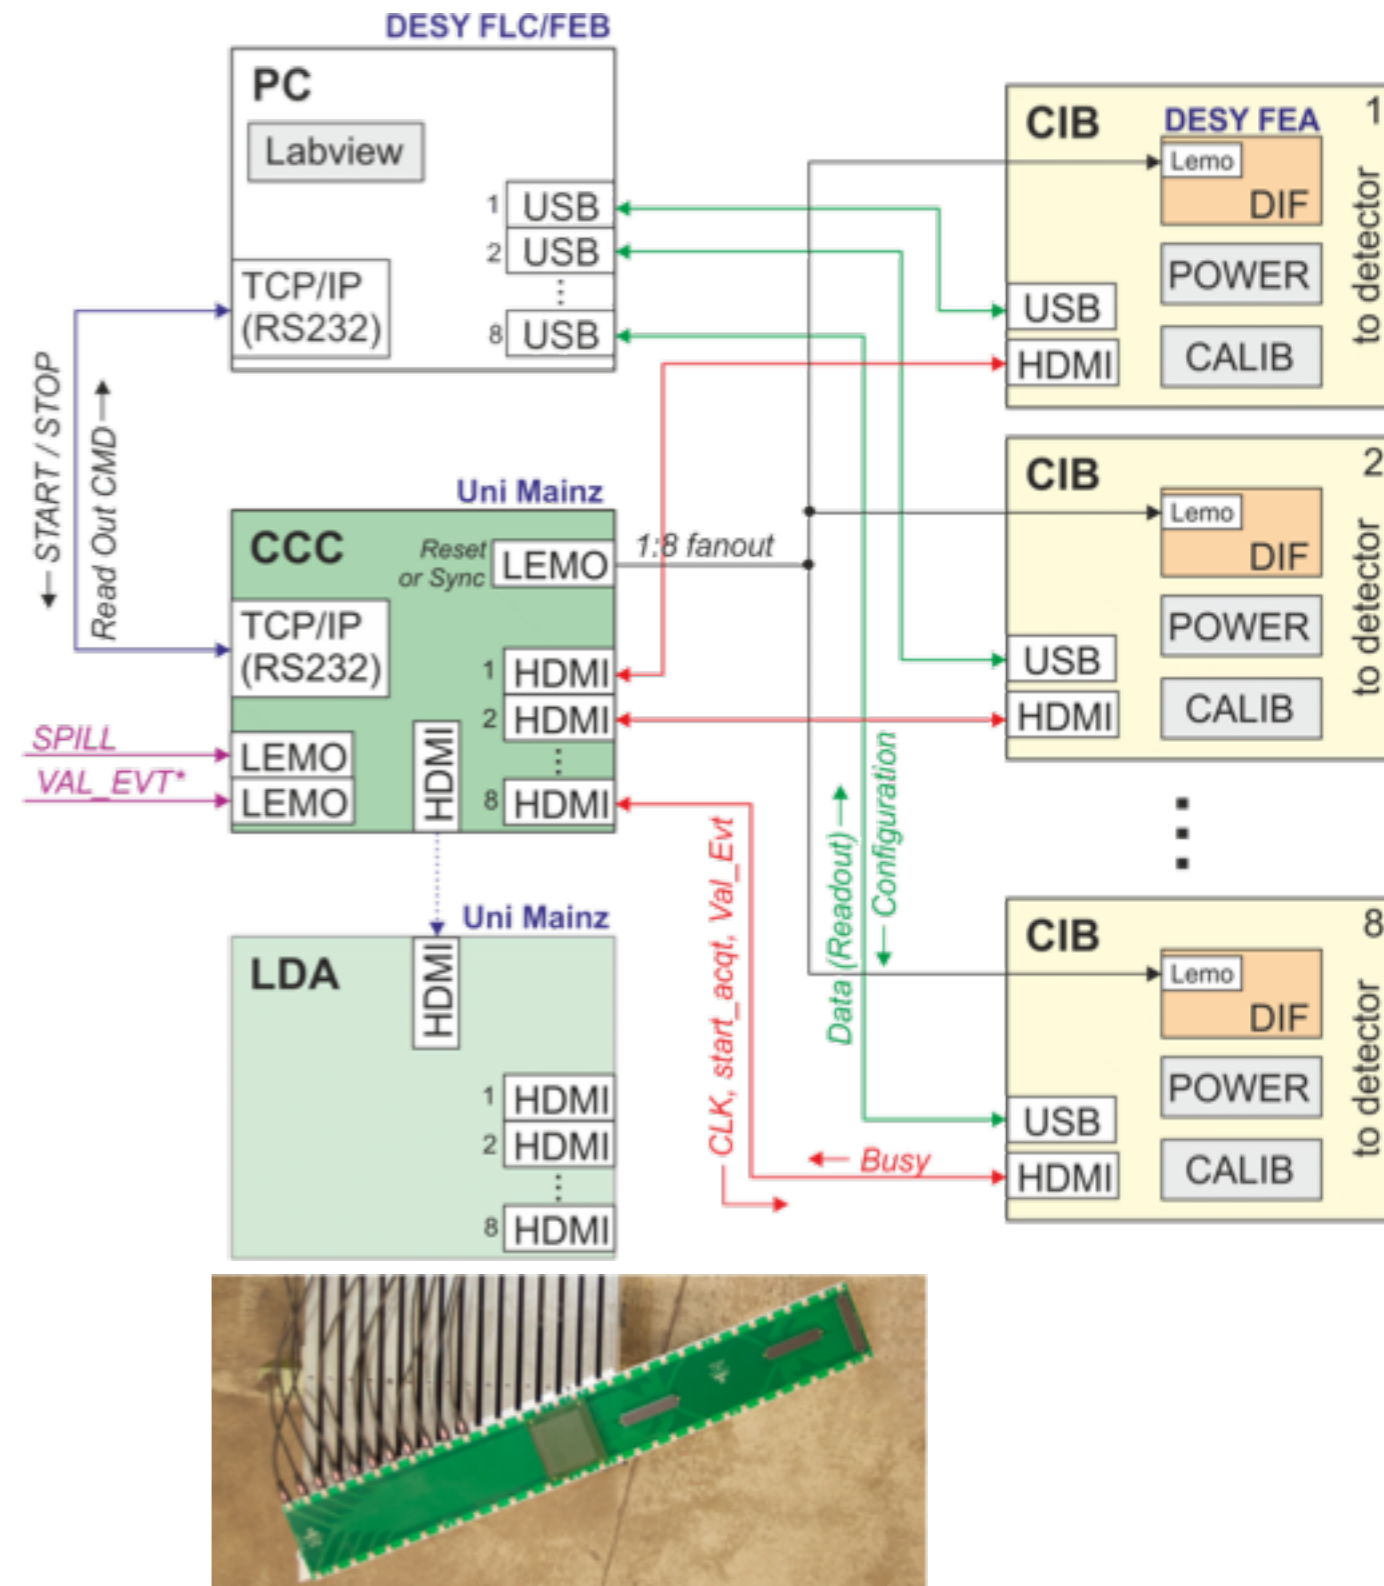 DESY FLC/FEB
PC
Labview
1 USB
2 USB
8 USB
TCP/IP
(RS232)
START / STOP
Read Out CMD
Uni Mainz
CCC
Reset
or Sync
LEMO
1:8 fanout
TCP/IP
(RS232)
1 HDMI
2 HDMI
8 HDMI
HDMI
SPILL
LEMO
VAL_EVT*
LEMO
Uni Mainz
LDA
HDMI
1 HDMI
2 HDMI
8 HDMI
CLK, start_acqt, Val_Evt
Busy
Data (Readout)
Configuration
CIB
1
DESY FEA
Lemo
DIF
POWER
USB
HDMI
CALIB
to detector
CIB
2
Lemo
DIF
POWER
USB
HDMI
CALIB
to detector
CIB
8
Lemo
DIF
POWER
USB
HDMI
CALIB
to detector